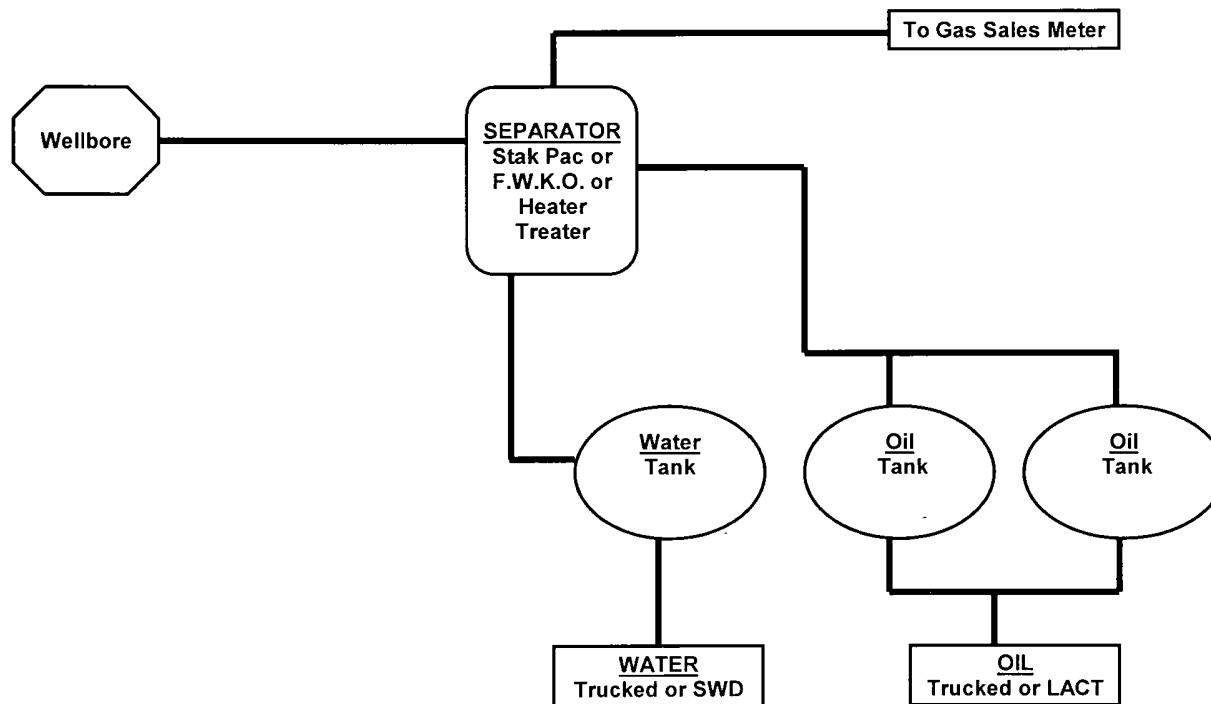 To Gas Sales Meter
Wellbore
SEPARATOR
Stak Pac or
F.W.K.O. or
Heater
Treater
Water
Tank
Oil
Tank
Oil
Tank
WATER
Trucked or SWD
OIL
Trucked or LACT